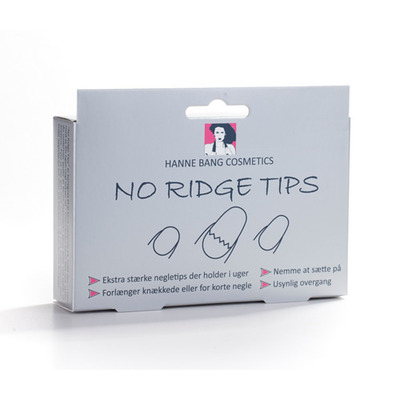 HANNE BANG COSMETICS
NO RIDGE TIPS
Ekstra stærke negletips der holder i uger
Nemme at sætte på
Forlænger knækkede eller for korte negle
Usynlig overgang